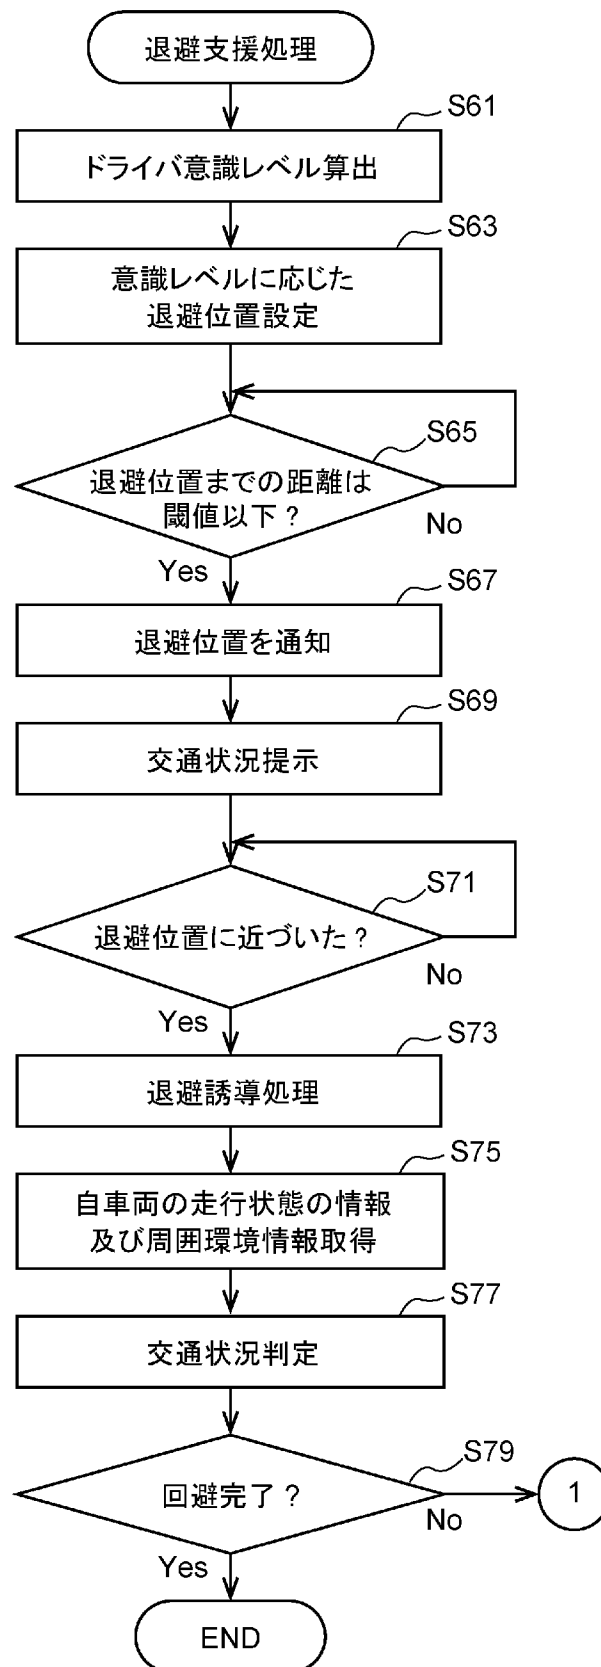 退避支援処理
S61
ドライバ意識レベル算出
S63
意識レベルに応じた
退避位置設定
S65
退避位置までの距離は
閾値以下?
No
Yes
S67
退避位置を通知
S69
交通状況提示
S71
退避位置に近づいた?
No
Yes
S73
退避誘導処理
S75
自車両の走行状態の情報
及び周囲環境情報取得
S77
交通状況判定
S79
回避完了?
1
No
Yes
END